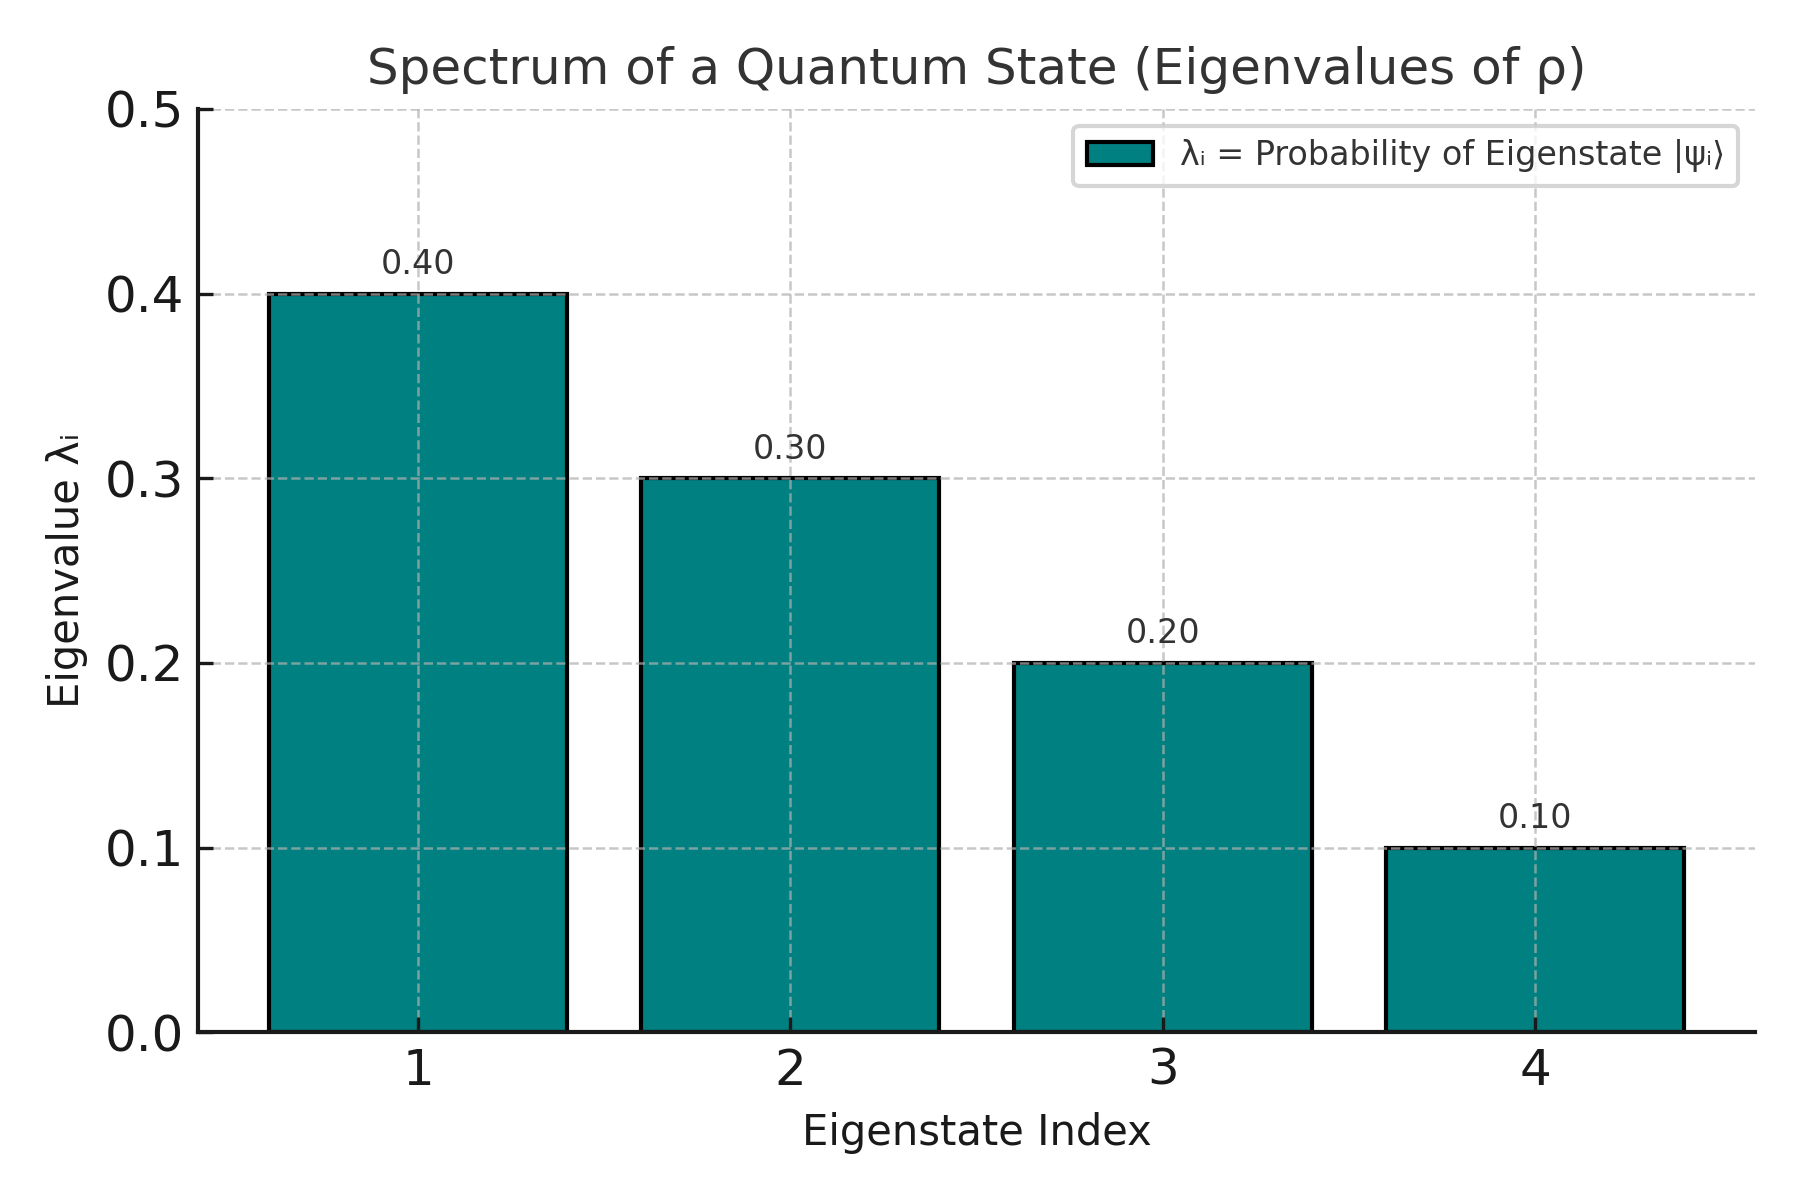 Spectrum of a Quantum State (Eigenvalues of ρ)
λᵢ = Probability of Eigenstate |ψᵢ⟩
Eigenvalue λᵢ
0.5
0.4
0.3
0.2
0.1
0.0
0.40
0.30
0.20
0.10
1 2 3 4
Eigenstate Index